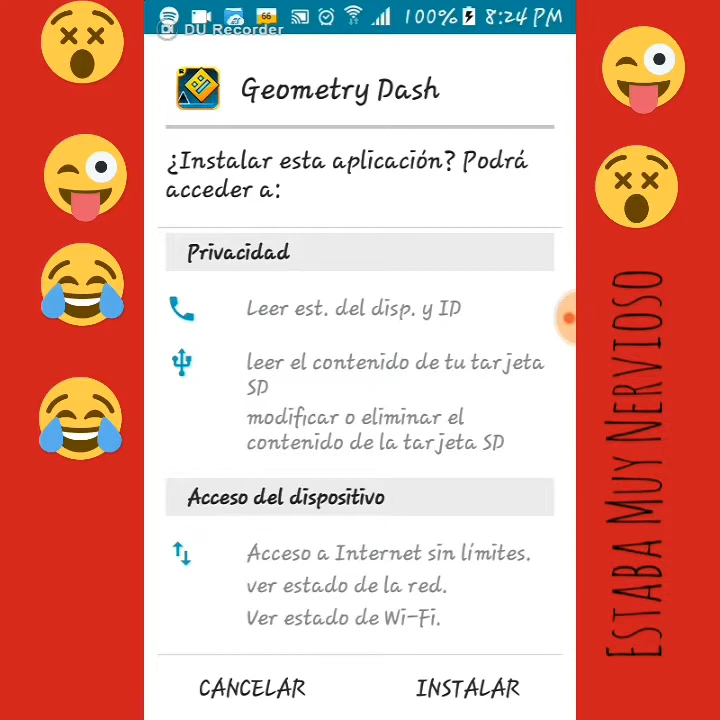 66
100% 8:24 PM
DU Recorder
Geometry Dash
¿Instalar esta aplicación? Podrá
acceder a:
Privacidad
Leer est. del disp. y ID
leer el contenido de tu tarjeta
SD
modificar o eliminar el
contenido de la tarjeta SD
Acceso del dispositivo
Acceso a Internet sin límites.
ver estado de la red.
Ver estado de Wi-Fi.
CANCELAR INSTALAR
ESTABA MUY NERVIOSO